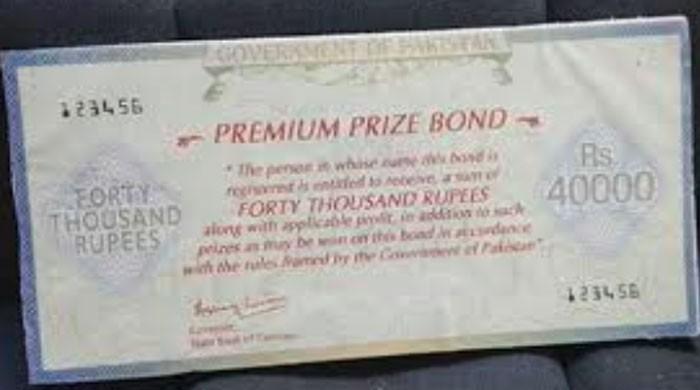 GOVERNMENT OF PAKISTAN
123456
PREMIUM PRIZE BOND
" The person in whose name this bond is
registered is entitled to receive, a sum of
FORTY THOUSAND RUPEES
along with applicable profit, in addition to such
prizes as may be won on this bond in accordance
with the rules framed by the Government of Pakistan"
FORTY
THOUSAND
RUPEES
Rs.
40000
Governor
State Bank of Pakistan
123456